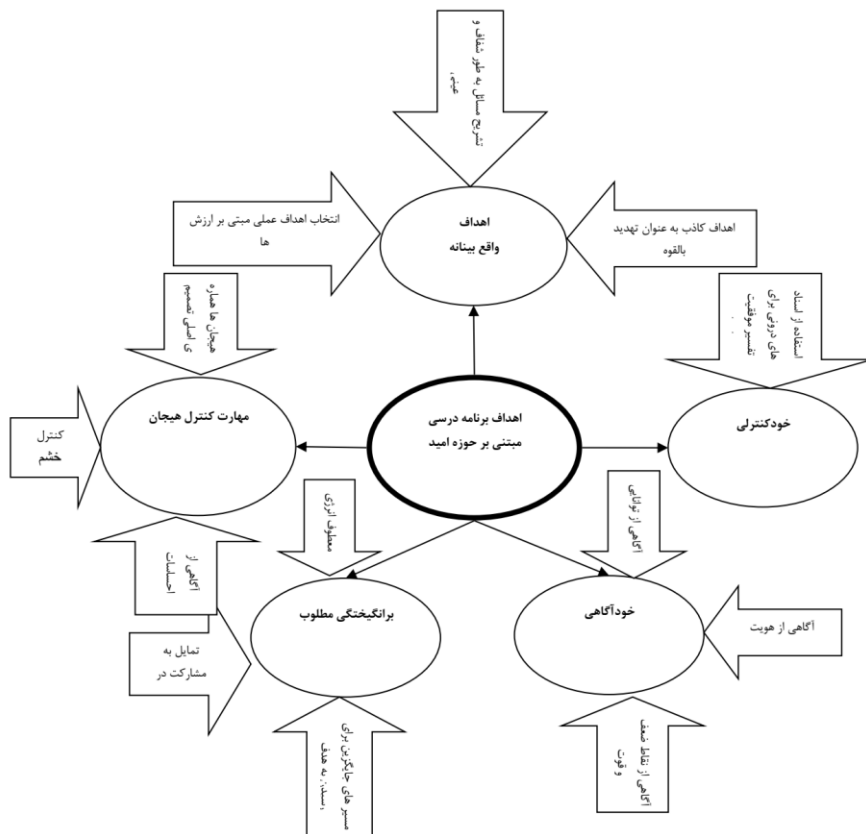 تشریح مسائل به طور شفاف و
عینی
انتخاب اهداف عملی مبتی بر ارزش
ها
اهداف
واقع بینانه
اهداف کاذب به عنوان تهدید
بالقوه
هیجان ها هماره
ی اصلی تصمیم
استفاده از اسناد
های درونی برای
تفسیر موفقیت
مهارت کنترل هیجان
اهداف برنامه درسی
مبتنی بر حوزه امید
خودکنترلی
کنترل
خشم
معطوف انرژی
آگاهی از توانایی
آگاهی از
احساسات
برانگیختگی مطلوب
خودآگاهی
آگاهی از هویت
تمایل به
مشارکت در
مسیر های جایگزین برای
رسیدن به هدف
آگاهی از نقاط ضعف
و قوت